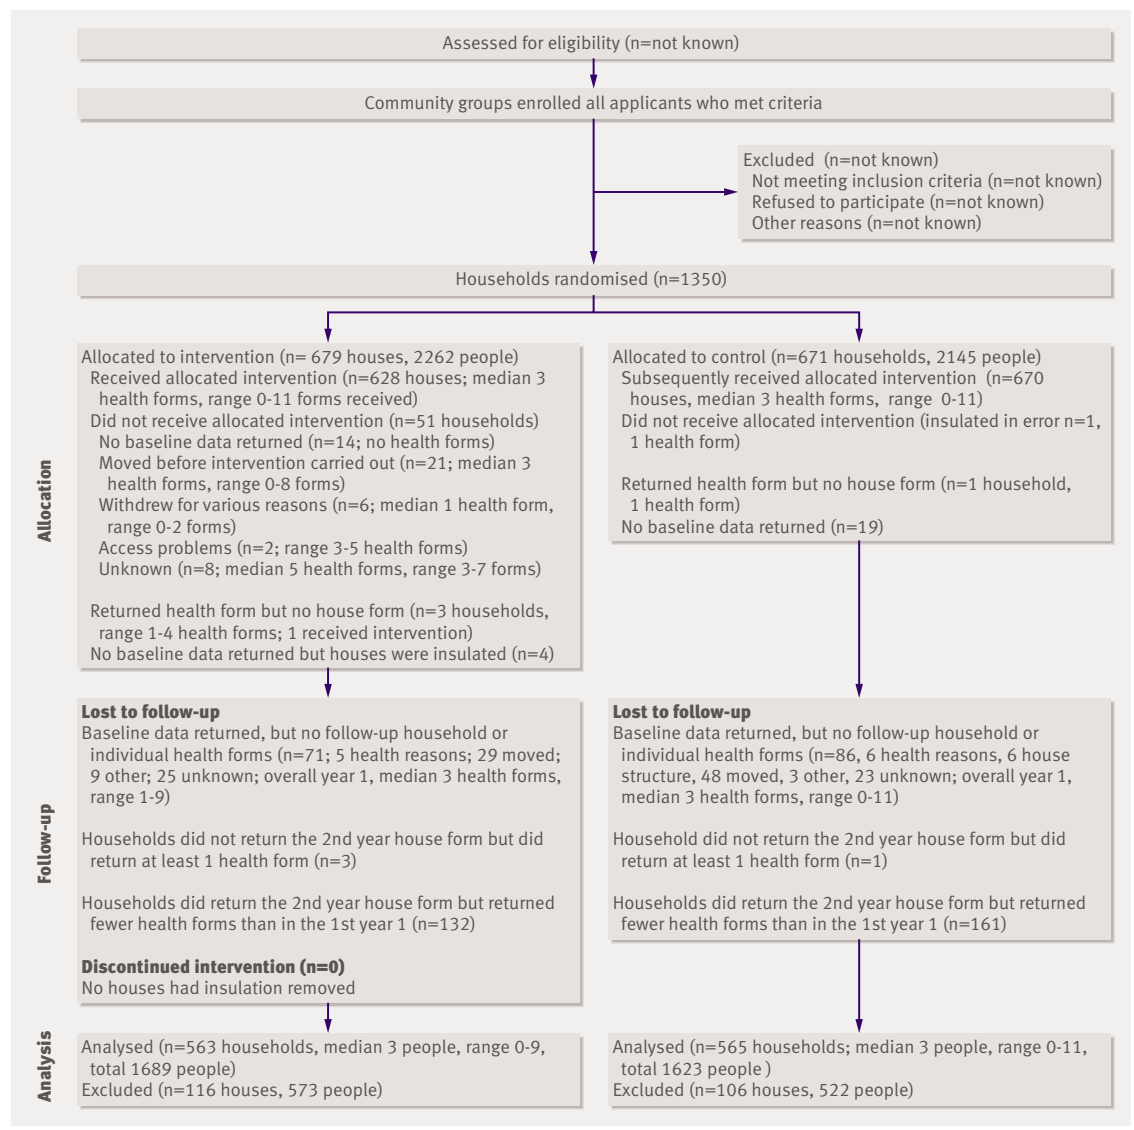 Assessed for eligibility (n=not known)
Community groups enrolled all applicants who met criteria
Excluded (n=not known)
Not meeting inclusion criteria (n=not known)
Refused to participate (n=not known)
Other reasons (n=not known)
Households randomised (n=1350)
Allocation
Allocated to intervention (n= 679 houses, 2262 people)
Received allocated intervention (n=628 houses; median 3
health forms, range 0-11 forms received)
Did not receive allocated intervention (n=51 households)
No baseline data returned (n=14; no health forms)
Moved before intervention carried out (n=21; median 3
health forms, range 0-8 forms)
Withdrew for various reasons (n=6; median 1 health form,
range 0-2 forms)
Access problems (n=2; range 3-5 health forms)
Unknown (n=8; median 5 health forms, range 3-7 forms)
Returned health form but no house form (n=3 households,
range 1-4 health forms; 1 received intervention)
No baseline data returned but houses were insulated (n=4)
Allocated to control (n=671 households, 2145 people)
Subsequently received allocated intervention (n=670
houses, median 3 health forms, range 0-11)
Did not receive allocated intervention (insulated in error n=1,
1 health form)
Returned health form but no house form (n=1 household,
1 health form)
No baseline data returned (n=19)
Follow-up
Lost to follow-up
Baseline data returned, but no follow-up household or
individual health forms (n=71; 5 health reasons; 29 moved;
9 other; 25 unknown; overall year 1, median 3 health forms,
range 1-9)
Households did not return the 2nd year house form but did
return at least 1 health form (n=3)
Households did return the 2nd year house form but returned
fewer health forms than in the 1st year 1 (n=132)
Discontinued intervention (n=0)
No houses had insulation removed
Lost to follow-up
Baseline data returned, but no follow-up household or
individual health forms (n=86, 6 health reasons, 6 house
structure, 48 moved, 3 other, 23 unknown; overall year 1,
median 3 health forms, range 0-11)
Household did not return the 2nd year house form but did
return at least 1 health form (n=1)
Households did return the 2nd year house form but returned
fewer health forms than in the 1st year 1 (n=161)
Analysis
Analysed (n=563 households, median 3 people, range 0-9,
total 1689 people)
Excluded (n=116 houses, 573 people)
Analysed (n=565 households; median 3 people, range 0-11,
total 1623 people )
Excluded (n=106 houses, 522 people)